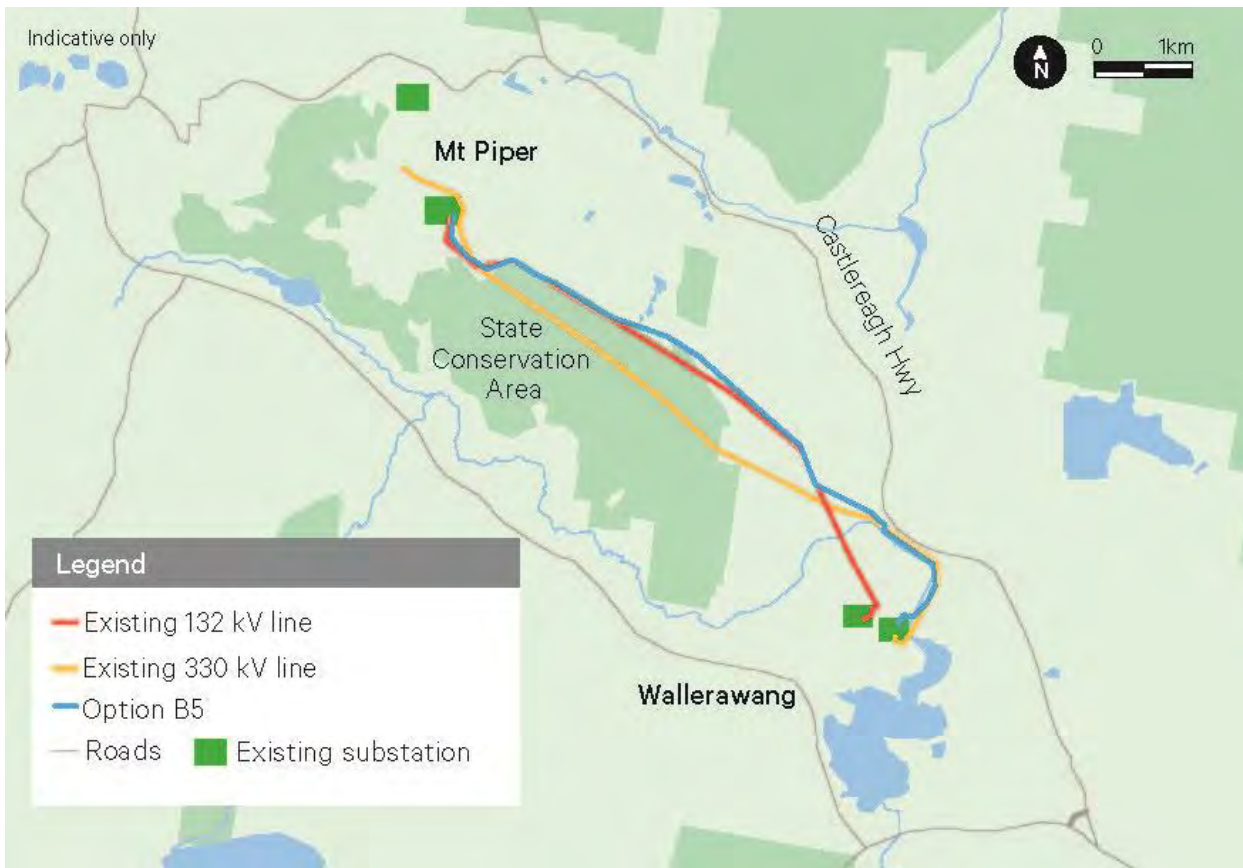 Indicative only
N
0 1km
Mt Piper
Castlereagh Hwy
State
Conservation
Area
Legend
Existing 132 kV line
Existing 330 kV line
Option B5
Roads Existing substation
Wallerawang